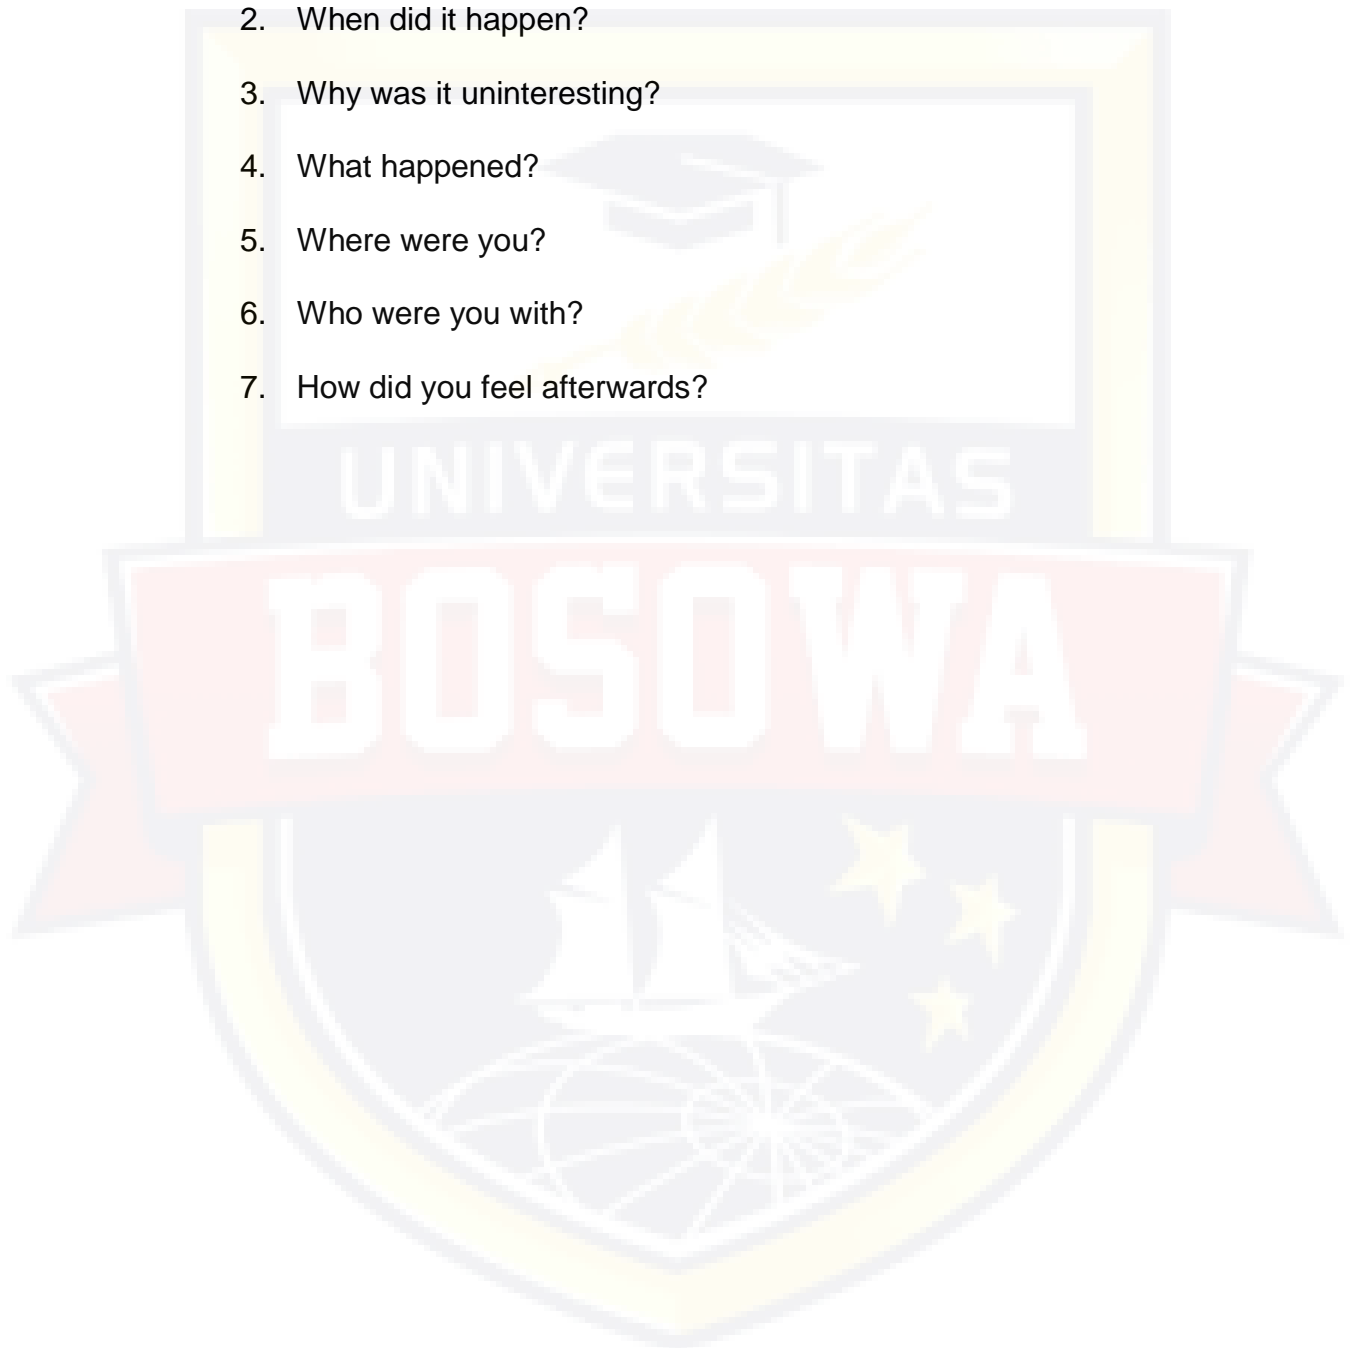 2. When did it happen?
3. Why was it uninteresting?
4. What happened?
5. Where were you?
6. Who were you with?
7. How did you feel afterwards?
UNIVERSITAS
BOSOWA